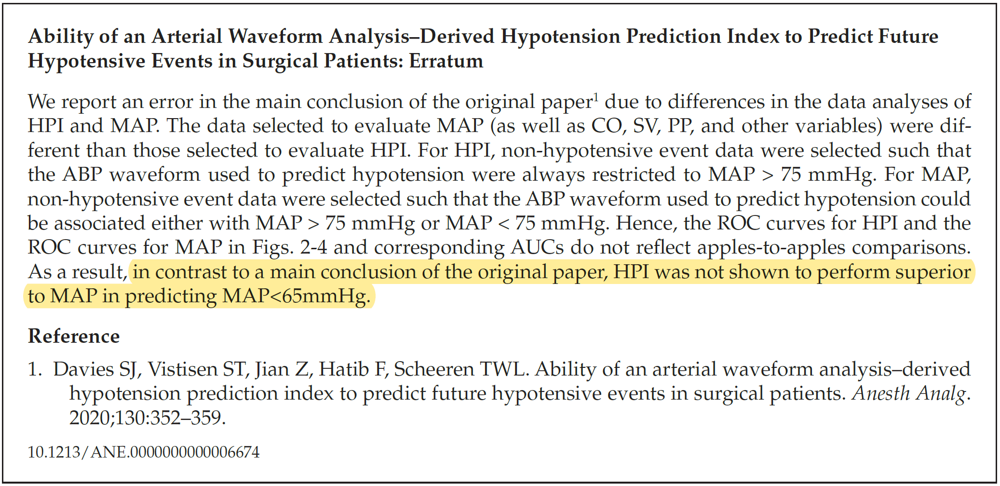 Ability of an Arterial Waveform Analysis–Derived Hypotension Prediction Index to Predict Future
Hypotensive Events in Surgical Patients: Erratum
We report an error in the main conclusion of the original paper¹ due to differences in the data analyses of
HPI and MAP. The data selected to evaluate MAP (as well as CO, SV, PP, and other variables) were dif-
ferent than those selected to evaluate HPI. For HPI, non-hypotensive event data were selected such that
the ABP waveform used to predict hypotension were always restricted to MAP > 75 mmHg. For MAP,
non-hypotensive event data were selected such that the ABP waveform used to predict hypotension could
be associated either with MAP > 75 mmHg or MAP < 75 mmHg. Hence, the ROC curves for HPI and the
ROC curves for MAP in Figs. 2-4 and corresponding AUCs do not reflect apples-to-apples comparisons.
As a result, in contrast to a main conclusion of the original paper, HPI was not shown to perform superior
to MAP in predicting MAP<65mmHg.
Reference
1. Davies SJ, Vistisen ST, Jian Z, Hatib F, Scheeren TWL. Ability of an arterial waveform analysis–derived
hypotension prediction index to predict future hypotensive events in surgical patients. Anesth Analg.
2020;130:352–359.
10.1213/ANE.0000000000006674